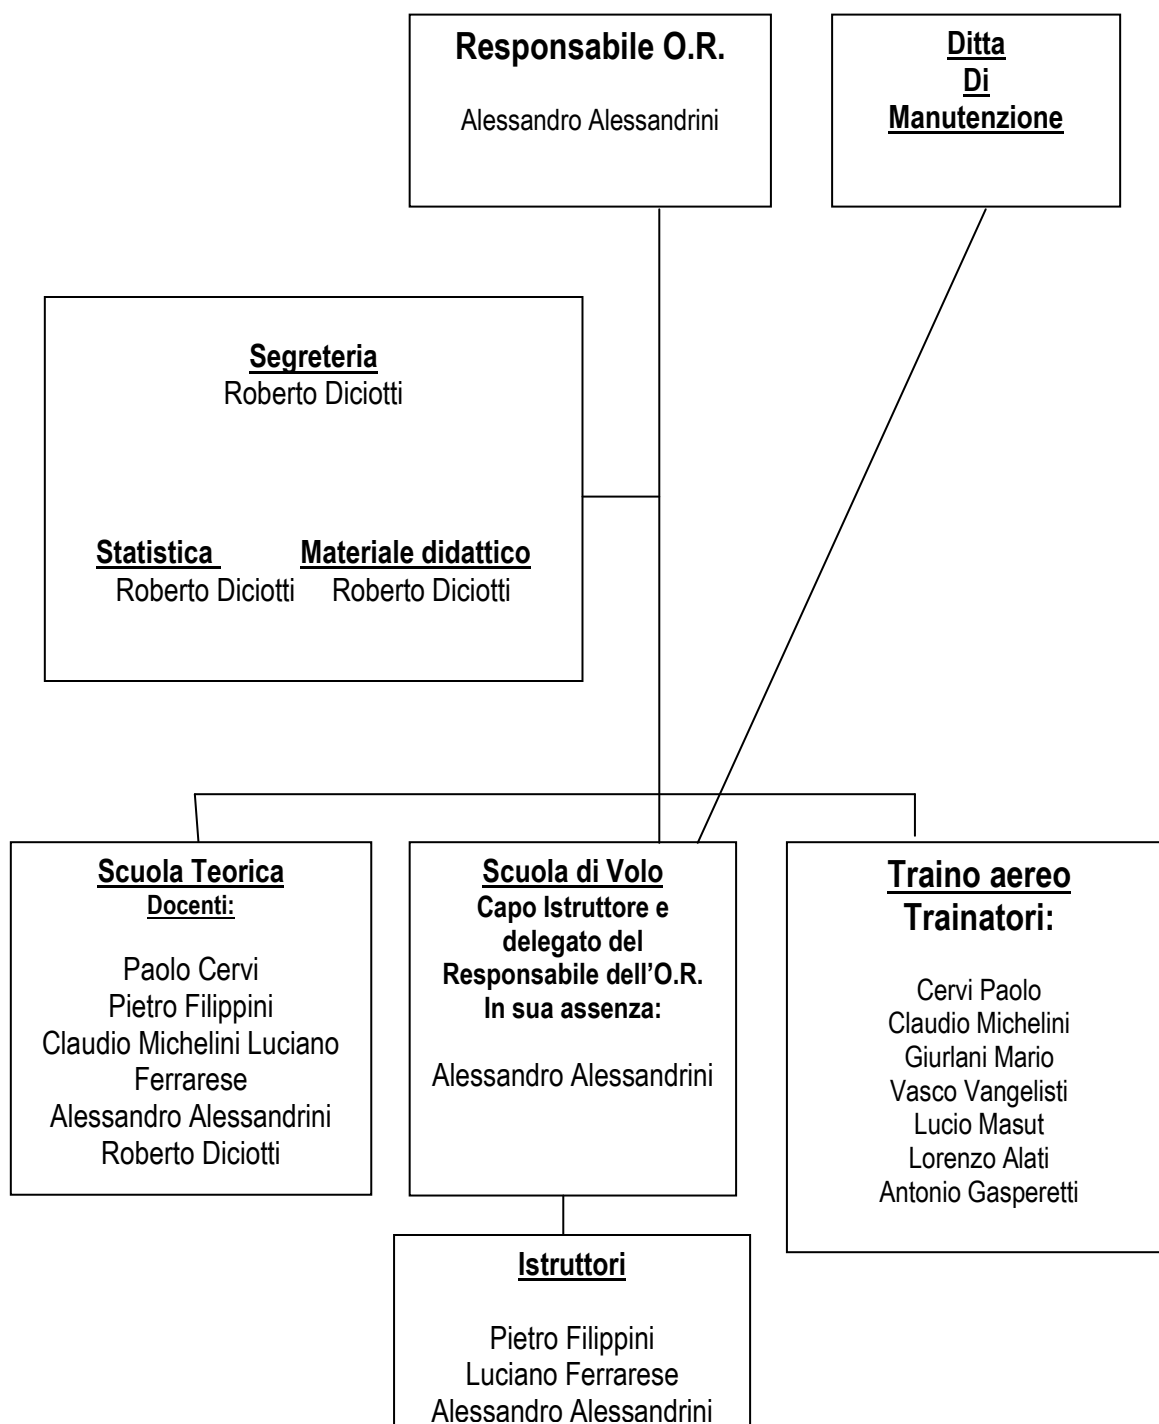 Responsabile O.R.
Alessandro Alessandrini
Ditta
Di
Manutenzione
Segreteria
Roberto Diciotti
Statistica Materiale didattico
Roberto Diciotti Roberto Diciotti
Scuola Teorica
Docenti:
Paolo Cervi
Pietro Filippini
Claudio Michelini Luciano
Ferrarese
Alessandro Alessandrini
Roberto Diciotti
Scuola di Volo
Capo Istruttore e
delegato del
Responsabile dell’O.R.
In sua assenza:
Alessandro Alessandrini
Traino aereo
Trainatori:
Cervi Paolo
Claudio Michelini
Giurlani Mario
Vasco Vangelisti
Lucio Masut
Lorenzo Alati
Antonio Gasperetti
Istruttori
Pietro Filippini
Luciano Ferrarese
Alessandro Alessandrini